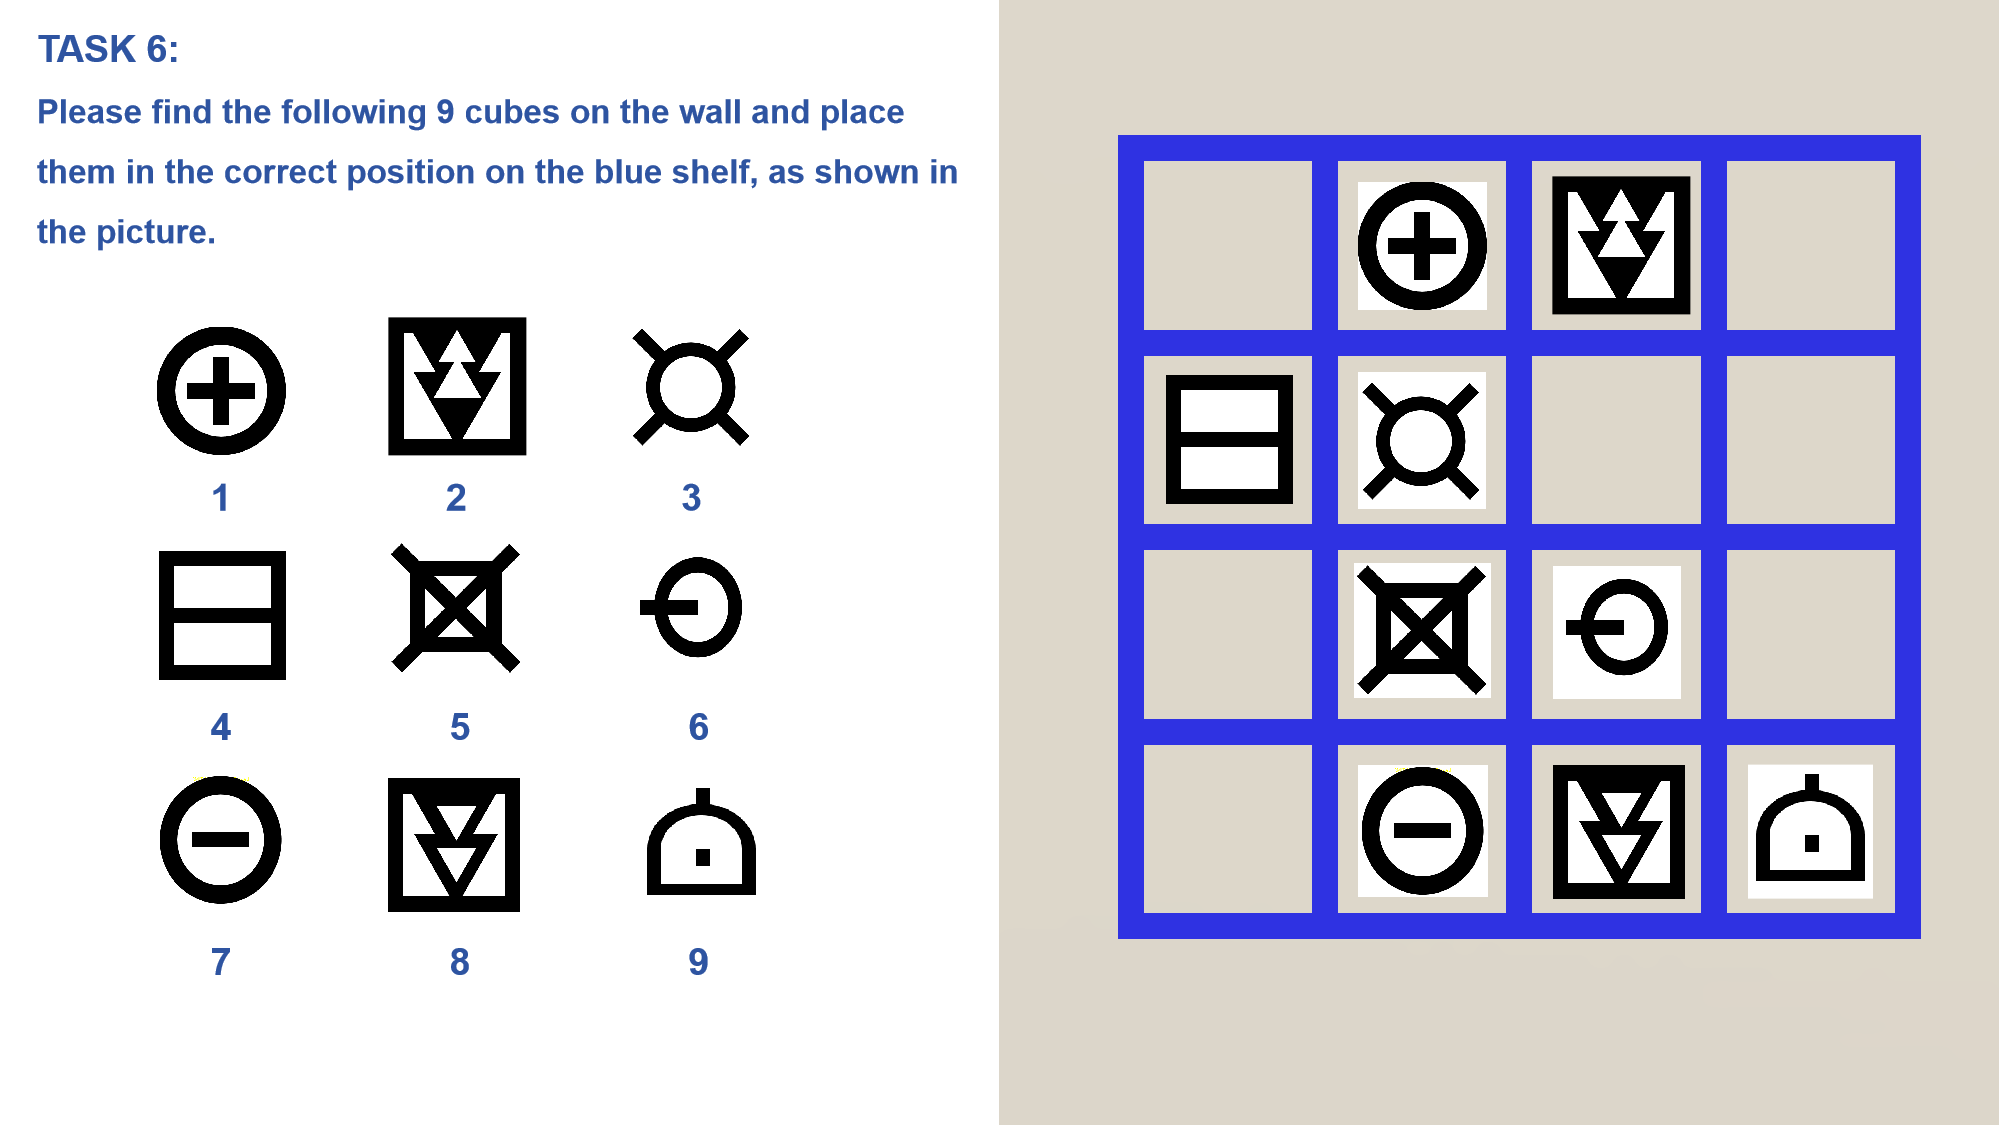 TASK 6:
Please find the following 9 cubes on the wall and place
them in the correct position on the blue shelf, as shown in
the picture.
1 2 3
4 5 6
7 8 9